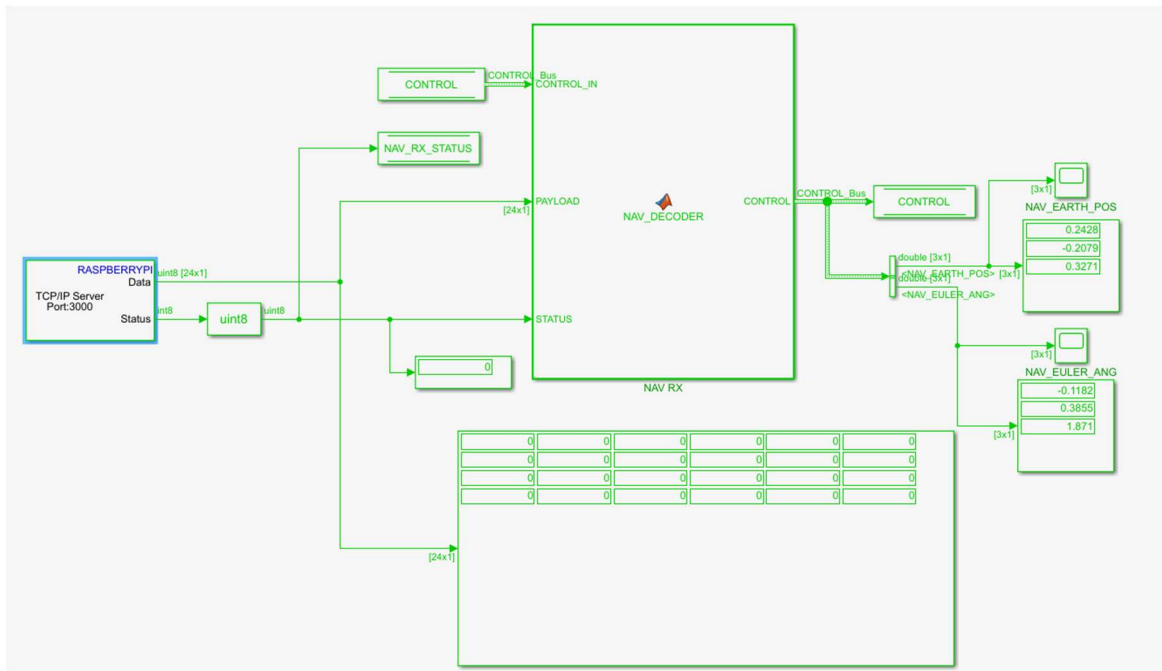 CONTROL
CONTROL_Bus
CONTROL_IN
NAV_RX_STATUS
[24x1]
PAYLOAD
NAV_DECODER
CONTROL
CONTROL_Bus
CONTROL
[3x1]
NAV_EARTH_POS
0.2428
-0.2079
0.3271
double [3x1]
<NAV_EARTH_POS>
[3x1]
double [3x1]
<NAV_EULER_ANG>
RASPBERRYPI
Data
TCP/IP Server
Port:3000
Status
uint8 [24x1]
int8
uint8
uint8
STATUS
0
NAV RX
[3x1]
NAV_EULER_ANG
-0.1182
0.3855
1.871
[3x1]
0 0 0 0 0 0
0 0 0 0 0 0
0 0 0 0 0 0
0 0 0 0 0 0
[24x1]